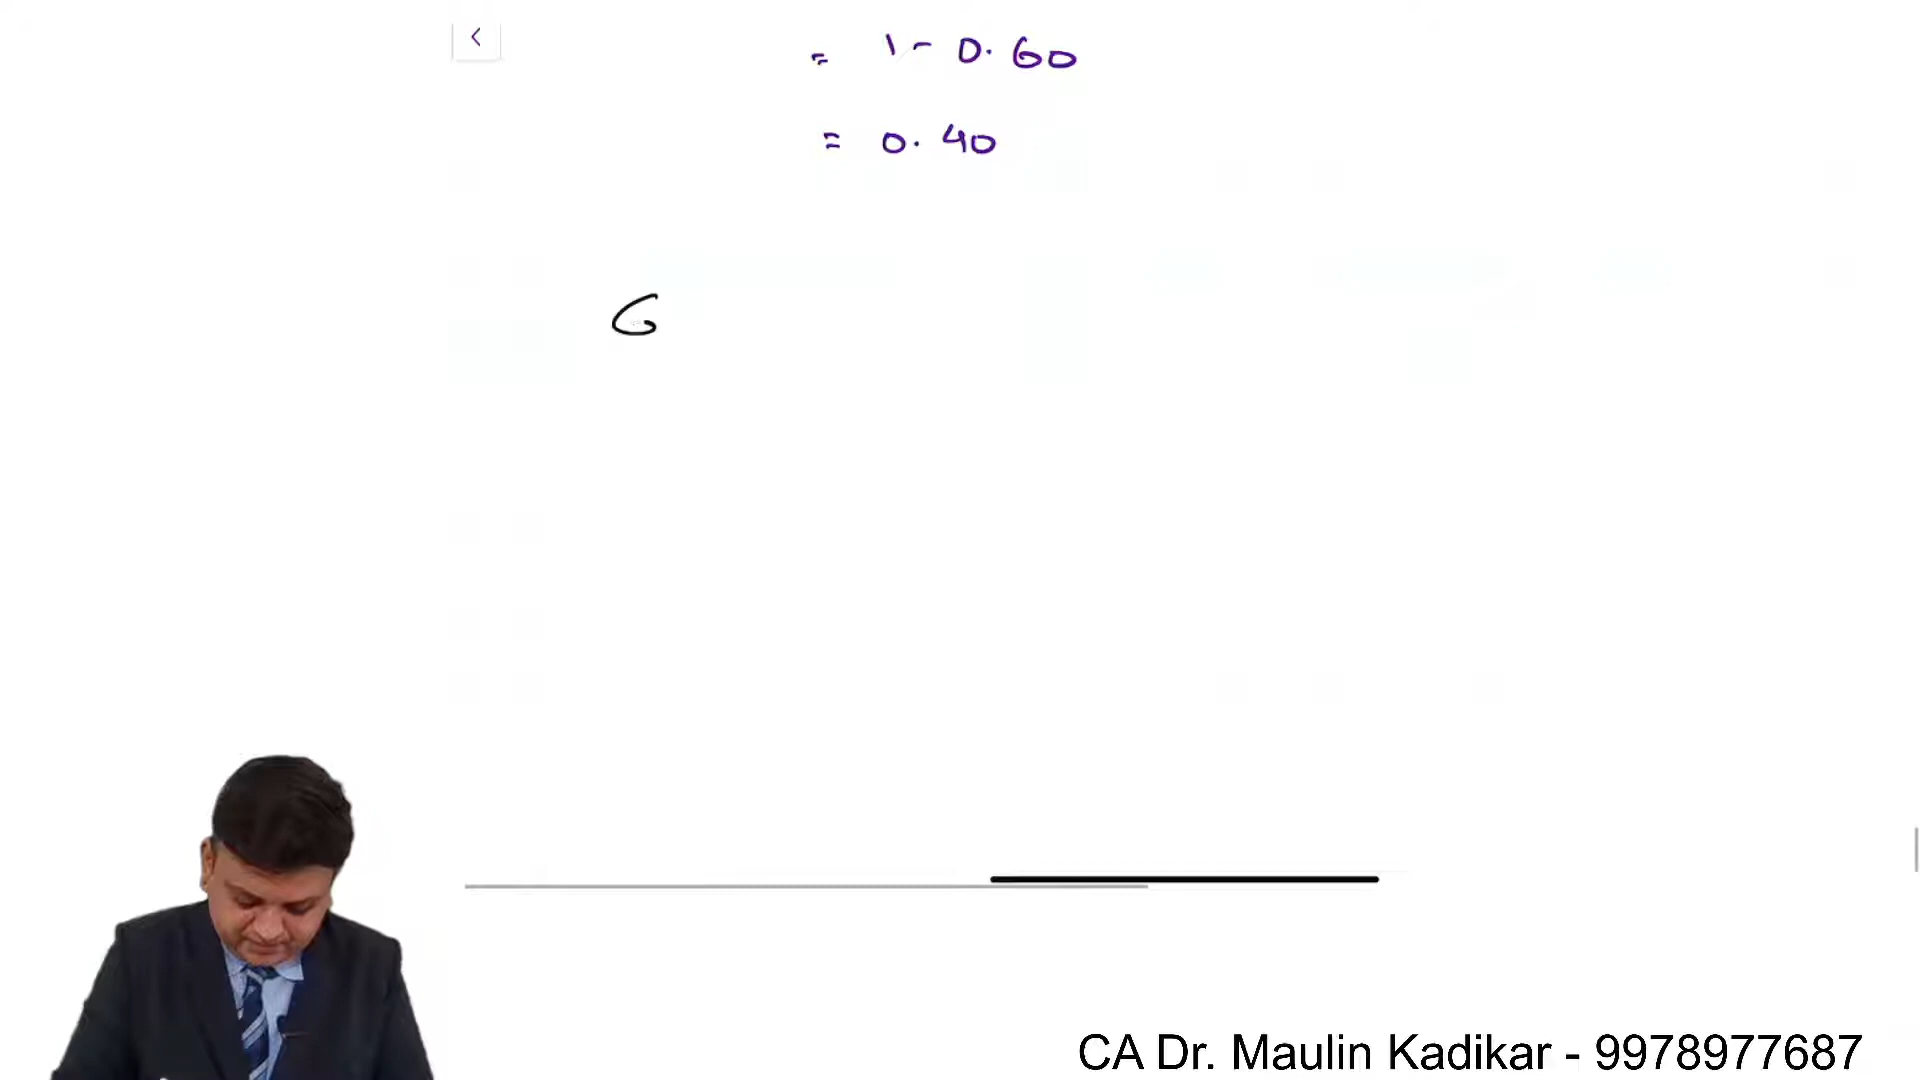 = 1 - 0.60
= 0.40
G
CA Dr. Maulin Kadikar - 9978977687